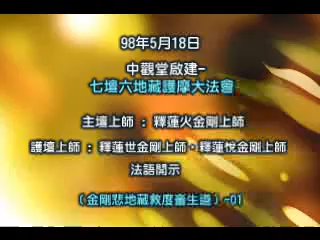 98年5月18日
中觀堂啟建-
七壇六地藏護摩大法會
主壇上師 : 釋蓮火金剛上師
護壇上師 : 釋蓮世金剛上師‧釋蓮悅金剛上師
法語開示
(金剛悲地藏救度畜生道)-01